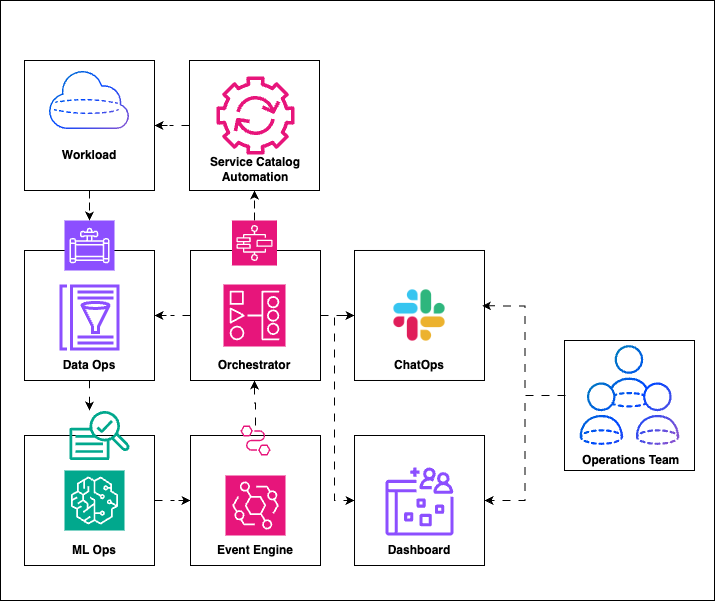 Workload
Service Catalog
Automation
Data Ops
Orchestrator
ChatOps
Operations Team
ML Ops
Event Engine
Dashboard